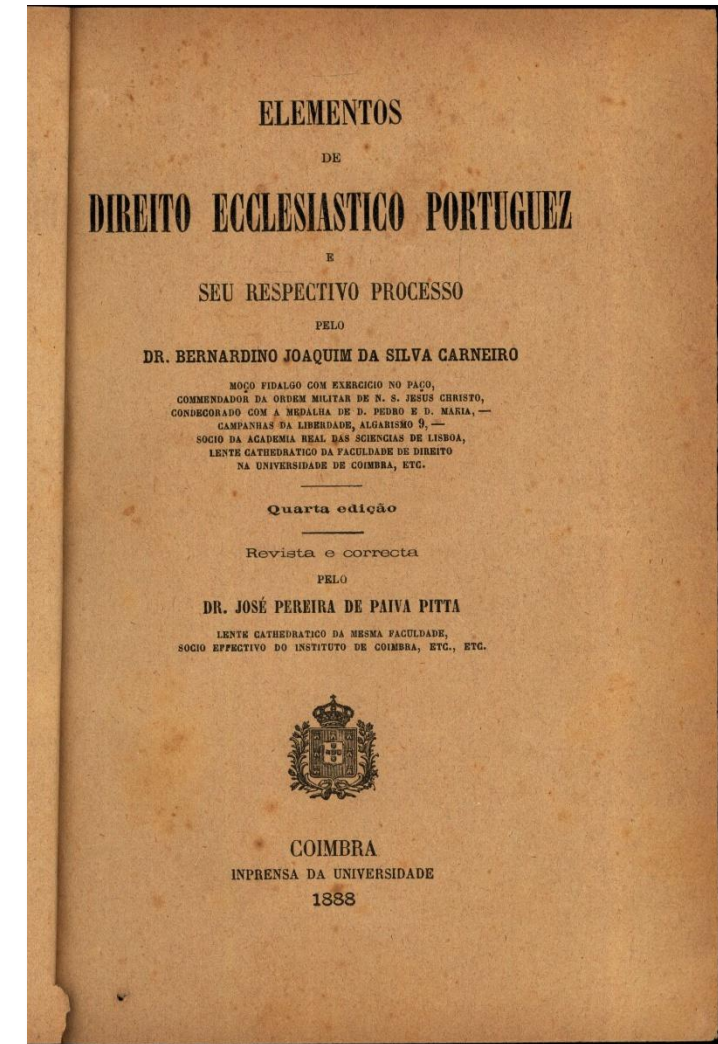 ELEMENTOS
DE
DIREITO ECCLESIASTICO PORTUGUEZ
E
SEU RESPECTIVO PROCESSO
PELO
DR. BERNARDINO JOAQUIM DA SILVA CARNEIRO
MOÇO FIDALGO COM EXERCICIO NO PAÇO,
COMMENDADOR DA ORDEM MILITAR DE N. S. JESUS CHRISTO,
CONDECORADO COM A MEDALHA DE D. PEDRO E D. MARIA, —
CAMPANHAS DA LIBERDADE, ALGARISMO 9, —
SOCIO DA ACADEMIA REAL DAS SCIENCIAS DE LISBOA,
LENTE CATHEDRATICO DA FACULDADE DE DIREITO
NA UNIVERSIDADE DE COIMBRA, ETC.
Quarta edição
Revista e correcta
PELO
DR. JOSÉ PEREIRA DE PAIVA PITTA
LENTE CATHEDRATICO DA MESMA FACULDADE,
SOCIO EFFECTIVO DO INSTITUTO DE COIMBRA, ETC., ETC.
COIMBRA
INPRENSA DA UNIVERSIDADE
1888